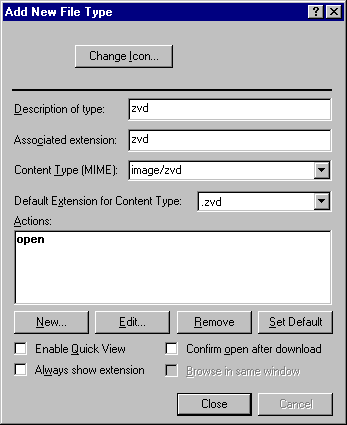 Add New File Type
Change Icon...
Description of type: zvd
Associated extension: zvd
Content Type (MIME): image/zvd
Default Extension for Content Type: .zvd
Actions:
open
New... Edit... Remove Set Default
Enable Quick View Confirm open after download
Always show extension Browse in same window
Close Cancel